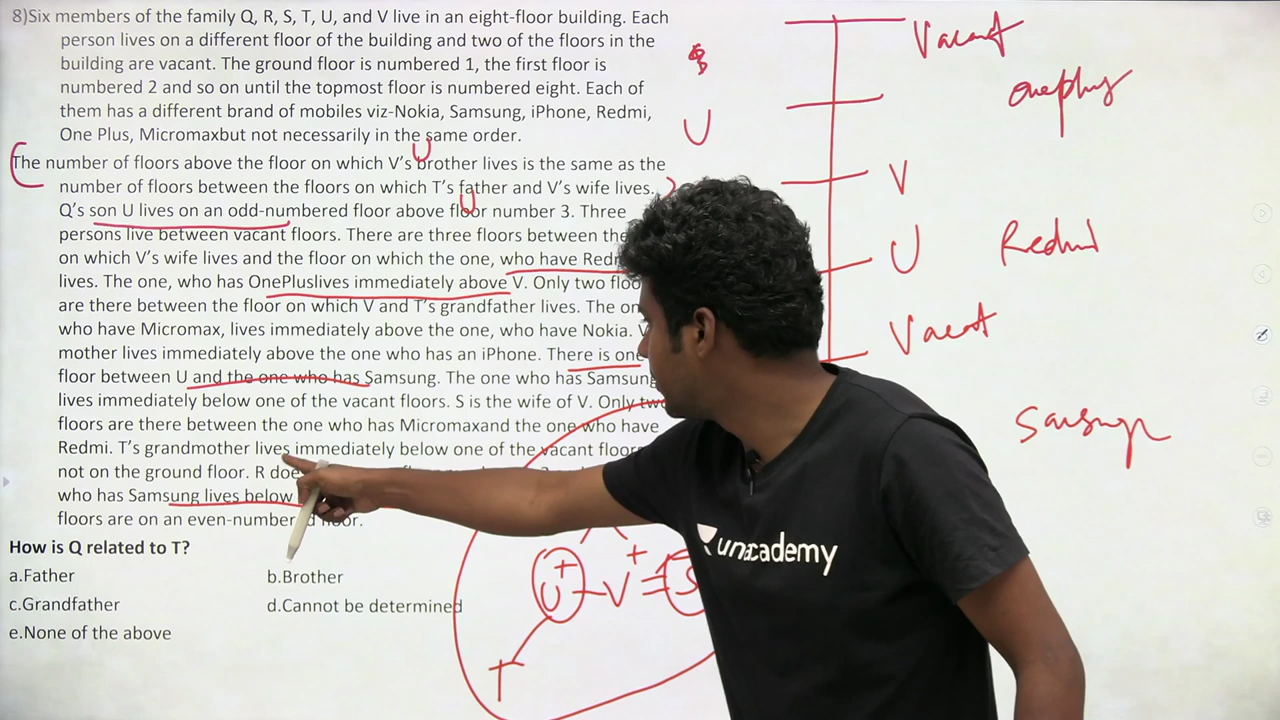 8)Six members of the family Q, R, S, T, U, and V live in an eight-floor building. Each
person lives on a different floor of the building and two of the floors in the
building are vacant. The ground floor is numbered 1, the first floor is
numbered 2 and so on until the topmost floor is numbered eight. Each of
them has a different brand of mobiles viz-Nokia, Samsung, iPhone, Redmi,
One Plus, Micromaxbut not necessarily in the same order.
The number of floors above the floor on which V's brother lives is the same as the
number of floors between the floors on which T's father and V's wife lives.
Q's son U lives on an odd-numbered floor above floor number 3. Three
persons live between vacant floors. There are three floors between the
on which V's wife lives and the floor on which the one, who have Redm
lives. The one, who has OnePluslives immediately above V. Only two floo
are there between the floor on which V and T's grandfather lives. The on
who have Micromax, lives immediately above the one, who have Nokia. V
mother lives immediately above the one who has an iPhone. There is one
floor between U and the one who has Samsung. The one who has Samsung
lives immediately below one of the vacant floors. S is the wife of V. Only two
floors are there between the one who has Micromaxand the one who have
Redmi. T's grandmother lives immediately below one of the vacant floors
not on the ground floor. R doe
who has Samsung lives below
floors are on an even-numbered floor.
How is Q related to T?
a.Father
b.Brother
c.Grandfather
d.Cannot be determined
e.None of the above
U
U
U
Vacant
oneplus
V
U
Redmi
Vacant
Samsung
U + V + S
T
unacademy